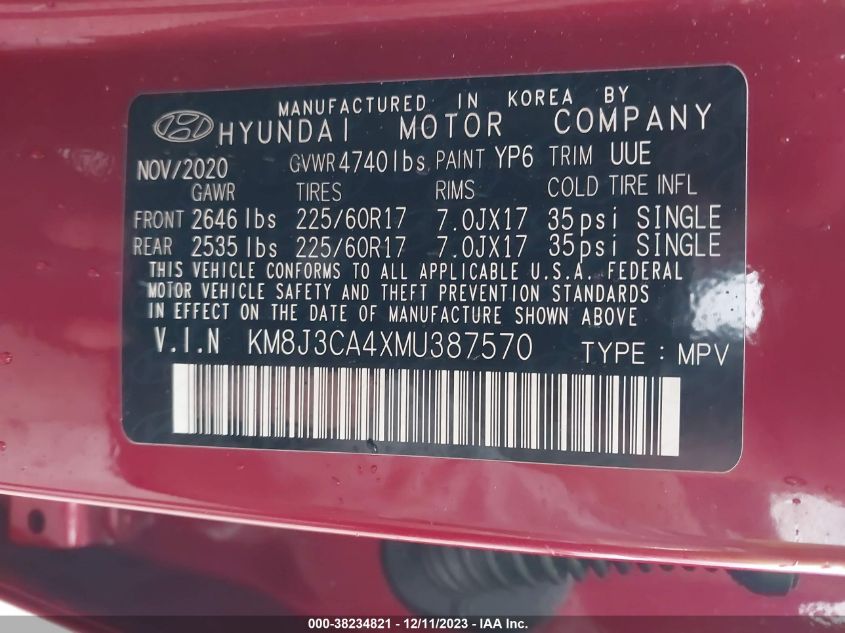 MANUFACTURED IN KOREA BY
HYUNDAI MOTOR COMPANY
NOV/2020 GVWR 4740lbs PAINT YP6 TRIM UUE
GAWR TIRES RIMS COLD TIRE INFL
FRONT 2646 lbs 225/60R17 7.0JX17 35psi SINGLE
REAR 2535 lbs 225/60R17 7.0JX17 35psi SINGLE
THIS VEHICLE CONFORMS TO ALL APPLICABLE U.S.A. FEDERAL
MOTOR VEHICLE SAFETY AND THEFT PREVENTION STANDARDS
IN EFFECT ON THE DATE OF MANUFACTURE SHOWN ABOVE
V.I.N KM8J3CA4XMU387570 TYPE : MPV
000-38234821 - 12/11/2023 - IAA Inc.